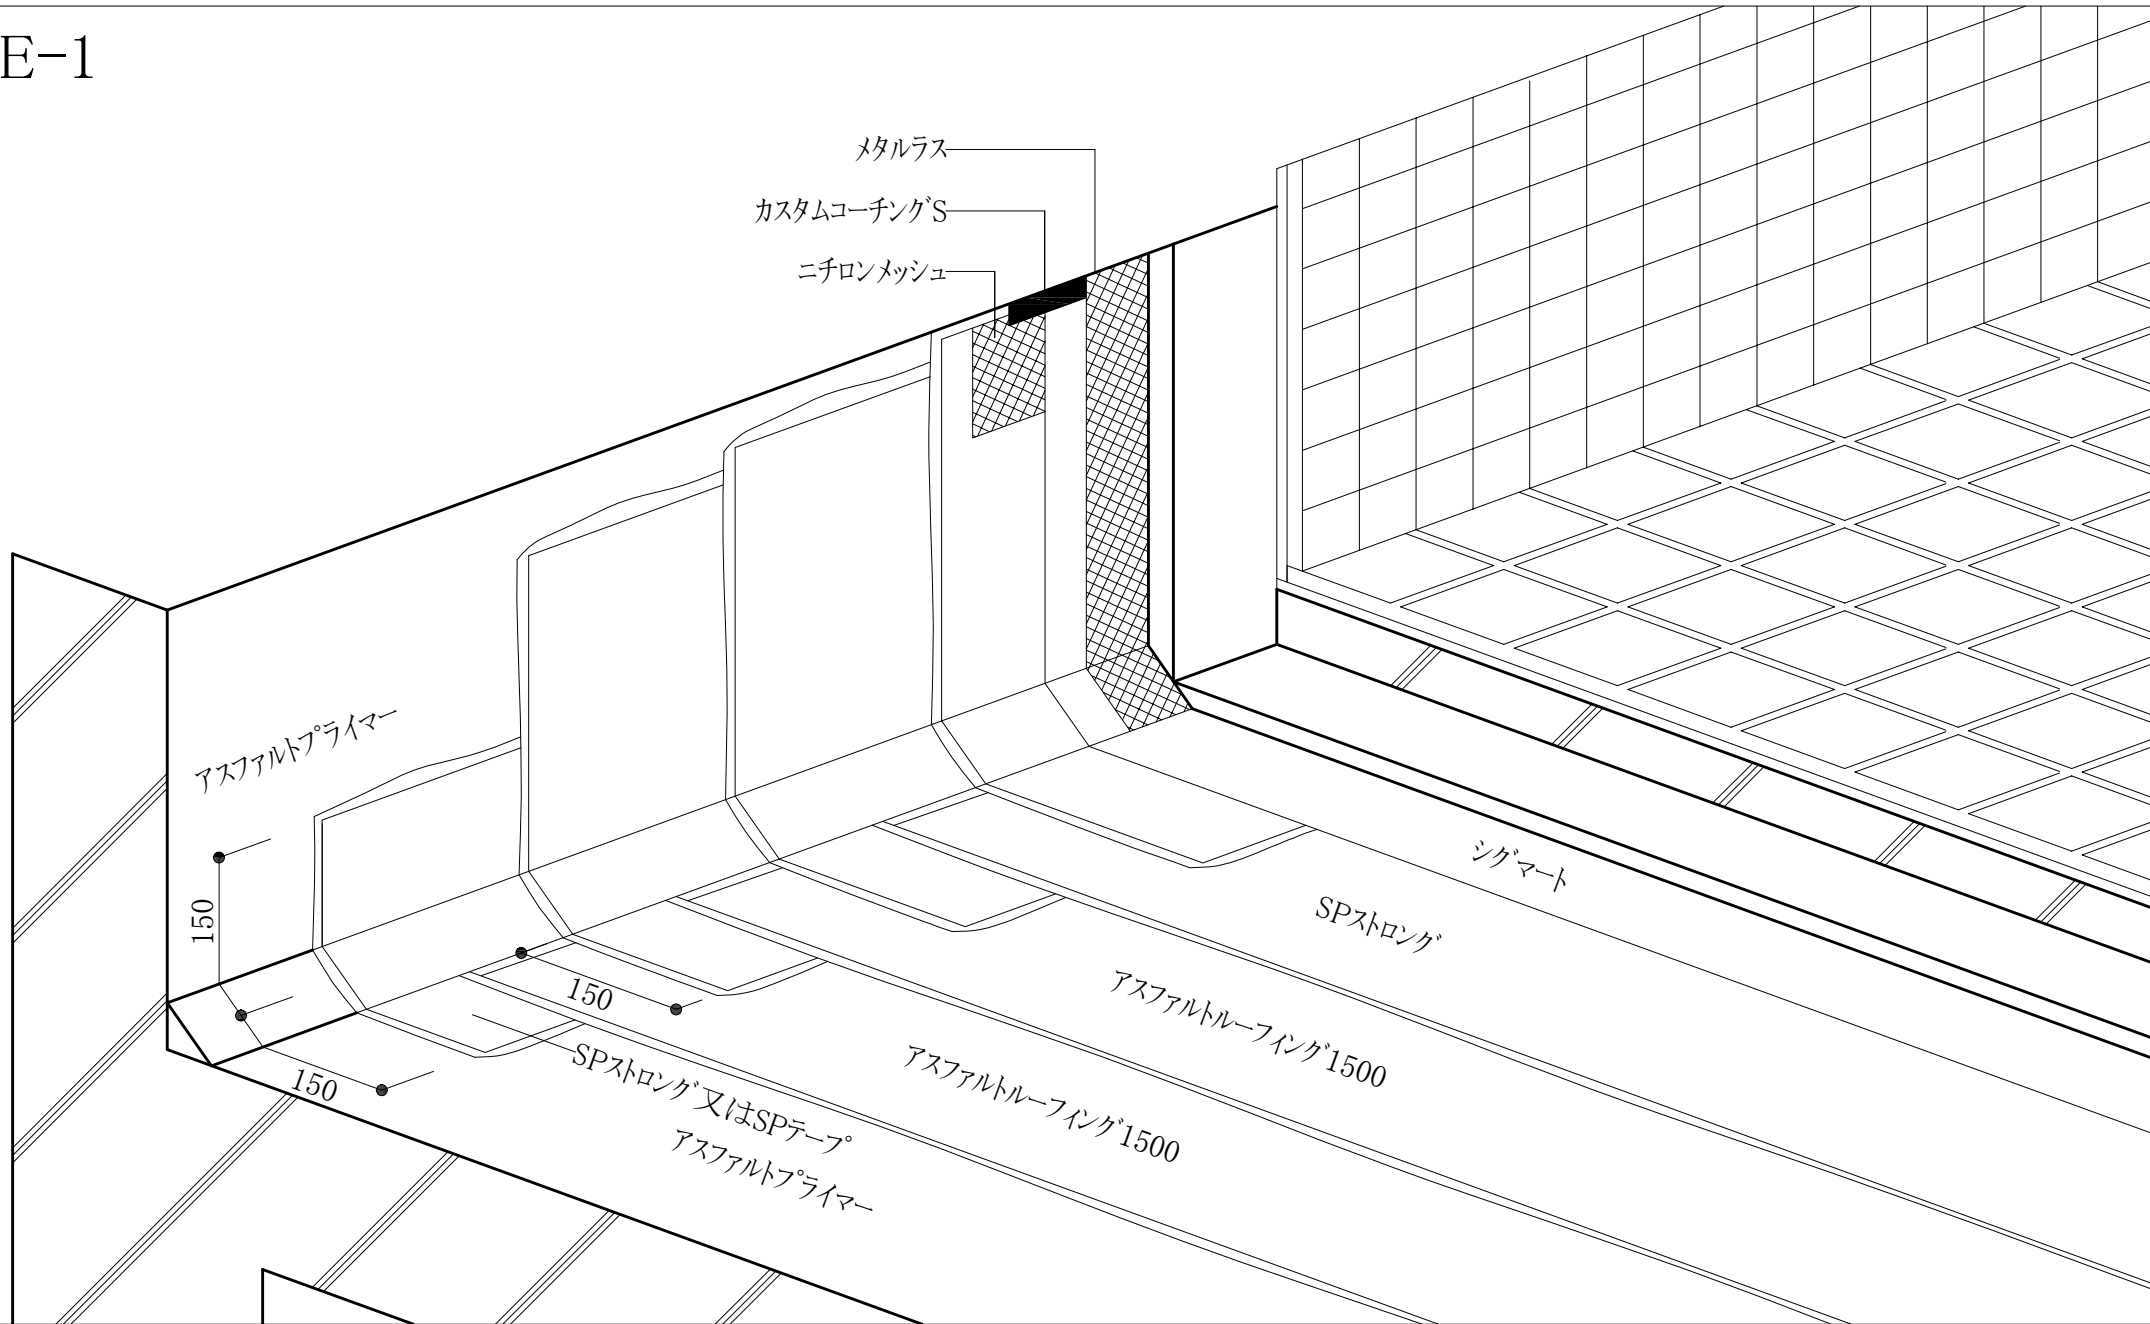 E-1
メタルラス
カスタムコーチングS
ニチロンメッシュ
アスファルトプライマー
150
150
150
シグマート
SPストロング
アスファルトルーフィング1500
アスファルトルーフィング1500
SPストロング又はSPテープ
アスファルトプライマー